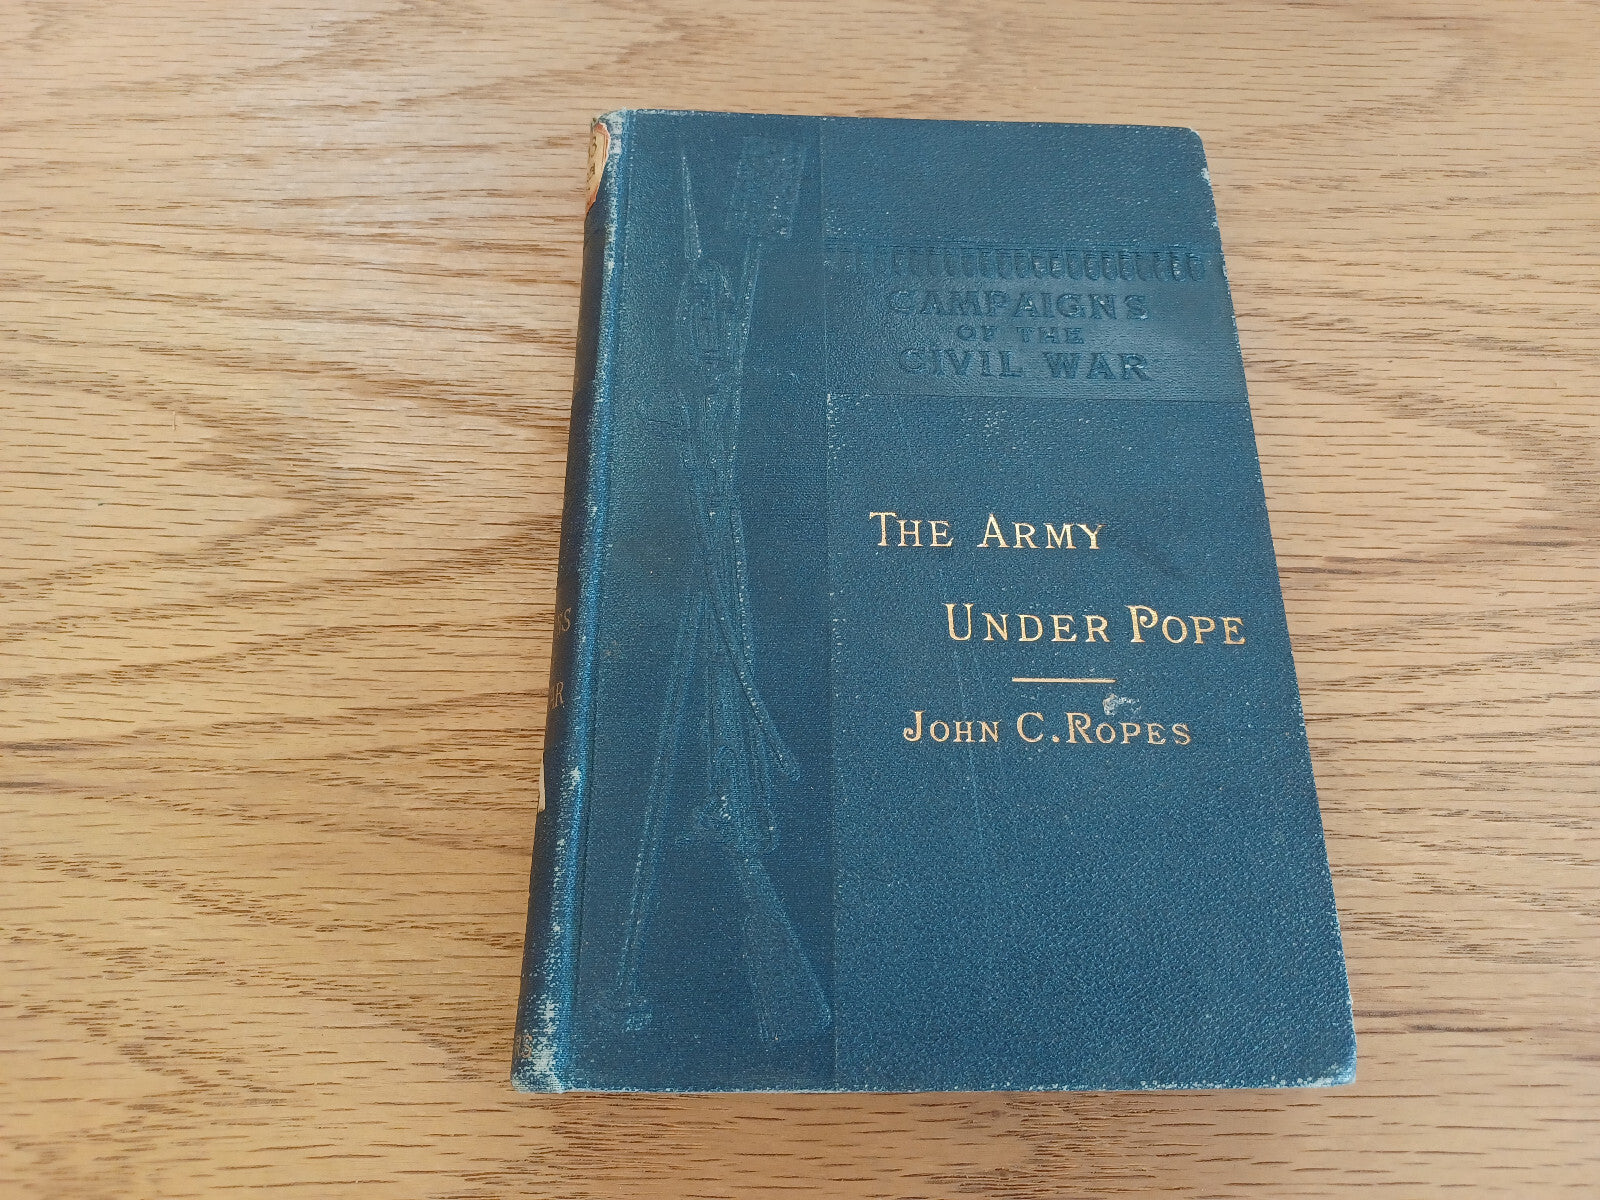 CAMPAIGNS
OF THE
CIVIL WAR
THE ARMY
UNDER POPE
JOHN C. ROPES